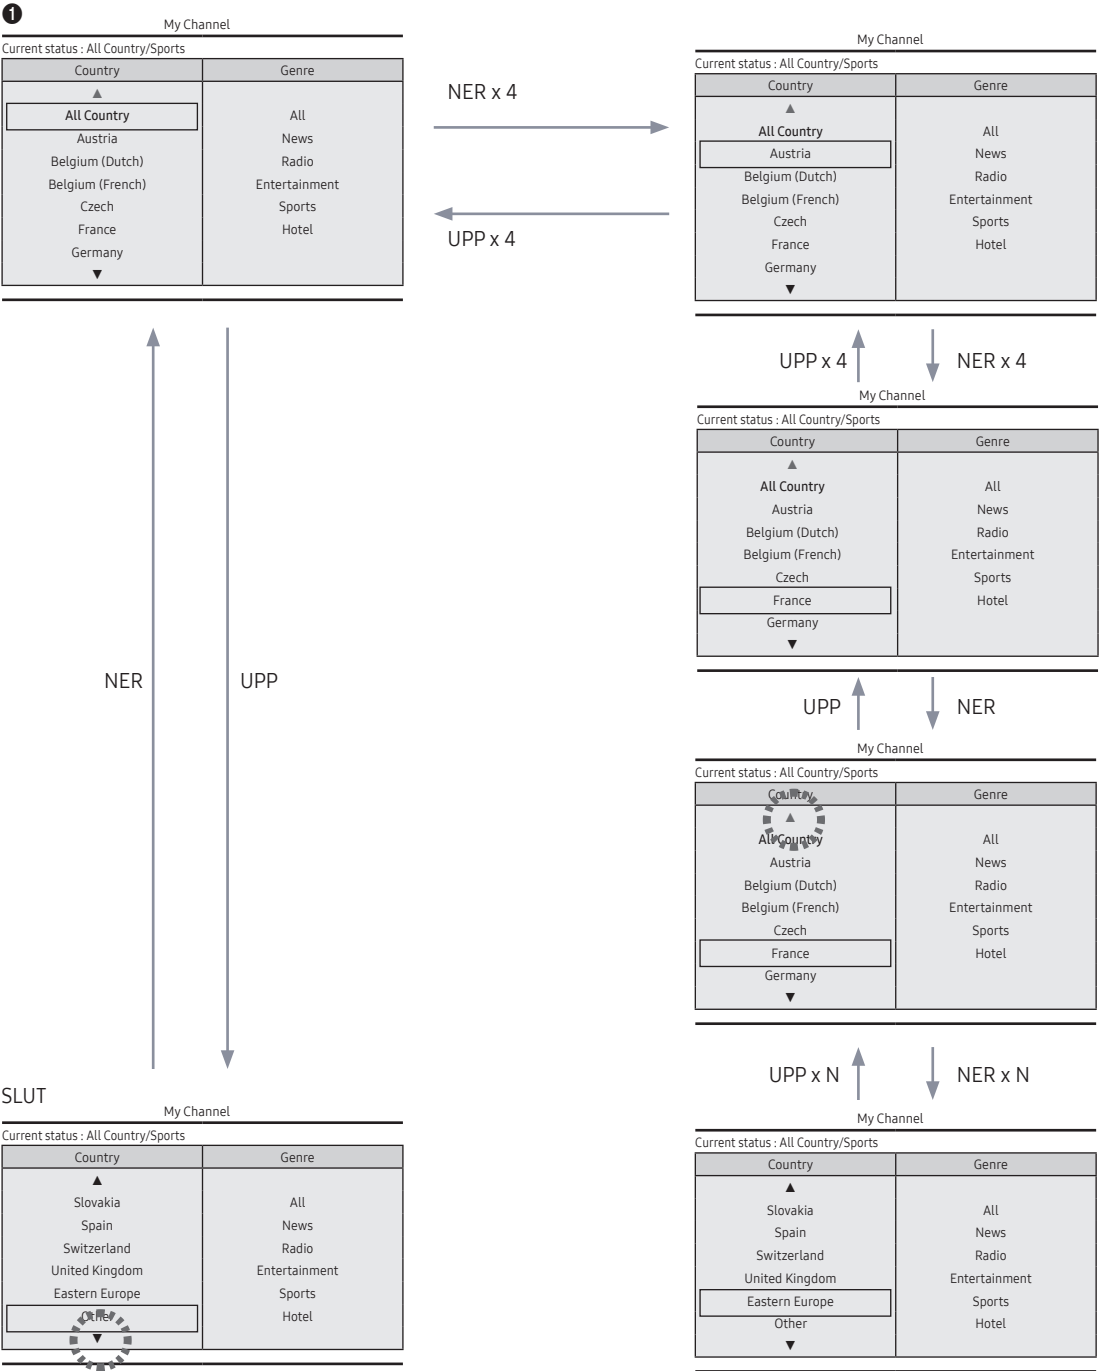 ❶
My Channel
Current status : All Country/Sports
Country Genre
▲
All Country All
Austria News
Belgium (Dutch) Radio
Belgium (French) Entertainment
Czech Sports
France Hotel
Germany
▼
NER x 4
UPP x 4
My Channel
Current status : All Country/Sports
Country Genre
▲
All Country All
Austria News
Belgium (Dutch) Radio
Belgium (French) Entertainment
Czech Sports
France Hotel
Germany
▼
UPP x 4 NER x 4
My Channel
Current status : All Country/Sports
Country Genre
▲
All Country All
Austria News
Belgium (Dutch) Radio
Belgium (French) Entertainment
Czech Sports
France Hotel
Germany
▼
NER UPP
UPP NER
My Channel
Current status : All Country/Sports
Country Genre
▲
All Country All
Austria News
Belgium (Dutch) Radio
Belgium (French) Entertainment
Czech Sports
France Hotel
Germany
▼
UPP x N NER x N
SLUT
My Channel
Current status : All Country/Sports
Country Genre
▲
Slovakia All
Spain News
Switzerland Radio
United Kingdom Entertainment
Eastern Europe Sports
Other Hotel
▼
My Channel
Current status : All Country/Sports
Country Genre
▲
Slovakia All
Spain News
Switzerland Radio
United Kingdom Entertainment
Eastern Europe Sports
Other Hotel
▼